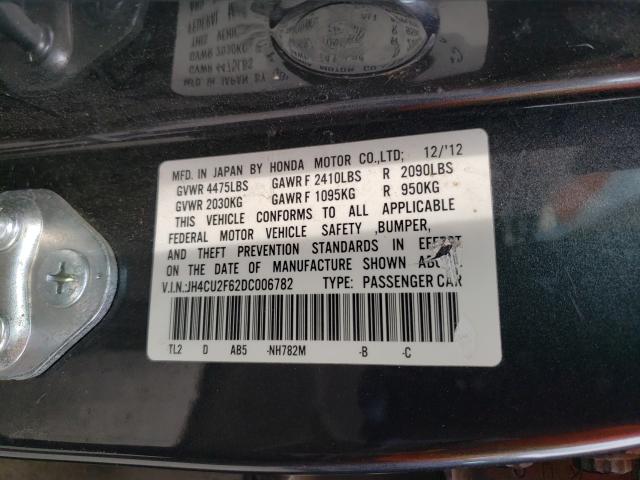 MFD. IN JAPAN BY HONDA MOTOR CO.,LTD; 12/'12
GVWR 4475LBS GAWR F 2410LBS R 2090LBS
GVWR 2030KG GAWR F 1095KG R 950KG
THIS VEHICLE CONFORMS TO ALL APPLICABLE
FEDERAL MOTOR VEHICLE SAFETY ,BUMPER,
AND THEFT PREVENTION STANDARDS IN EFFECT
ON THE DATE OF MANUFACTURE SHOWN
V.I.N.:JH4CU2F62DC006782 TYPE: PASSENGER CAR
TL2 D AB5 -NH782M -B -C